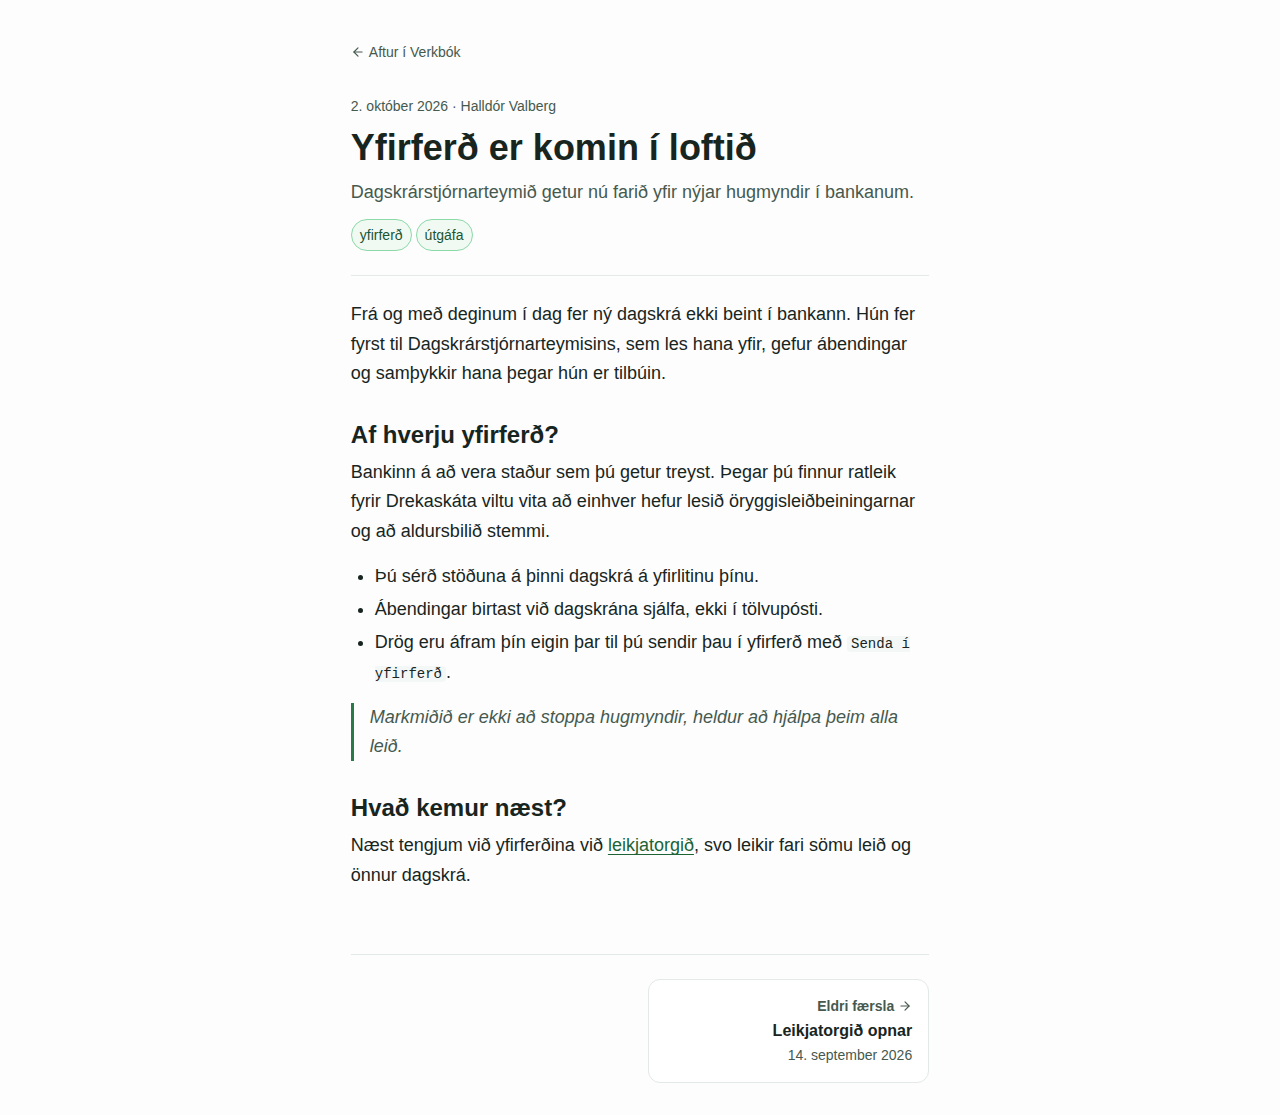 ← Aftur í Verkbók
2. október 2026 · Halldór Valberg
Yfirferð er komin í loftið
Dagskrárstjórnarteymið getur nú farið yfir nýjar hugmyndir í bankanum.
yfirferð útgáfa
Frá og með deginum í dag fer ný dagskrá ekki beint í bankann. Hún fer
fyrst til Dagskrárstjórnarteymisins, sem les hana yfir, gefur ábendingar
og samþykkir hana þegar hún er tilbúin.
Af hverju yfirferð?
Bankinn á að vera staður sem þú getur treyst. Þegar þú finnur ratleik
fyrir Drekaskáta viltu vita að einhver hefur lesið öryggisleiðbeiningarnar
og að aldursbilið stemmi.
• Þú sérð stöðuna á þinni dagskrá á yfirlitinu þínu.
• Ábendingar birtast við dagskrána sjálfa, ekki í tölvupósti.
• Drög eru áfram þín eigin þar til þú sendir þau í yfirferð með Senda í
yfirferð.
Markmiðið er ekki að stoppa hugmyndir, heldur að hjálpa þeim alla
leið.
Hvað kemur næst?
Næst tengjum við yfirferðina við leikjatorgið, svo leikir fari sömu leið og
önnur dagskrá.
Eldri færsla →
Leikjatorgið opnar
14. september 2026